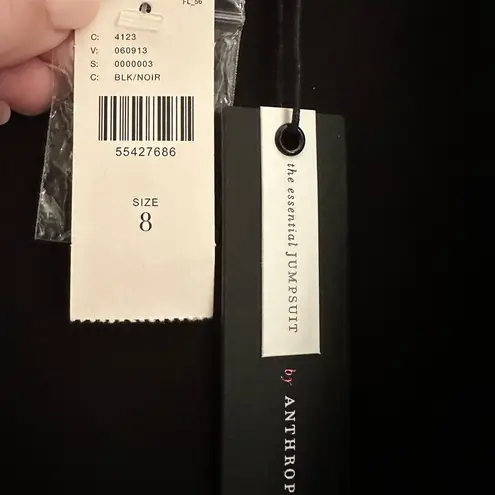 FL_56
C: 4123
V: 060913
S: 0000003
C: BLK/NOIR
55427686
SIZE
8
the essential JUMPSUIT
by ANTHROP